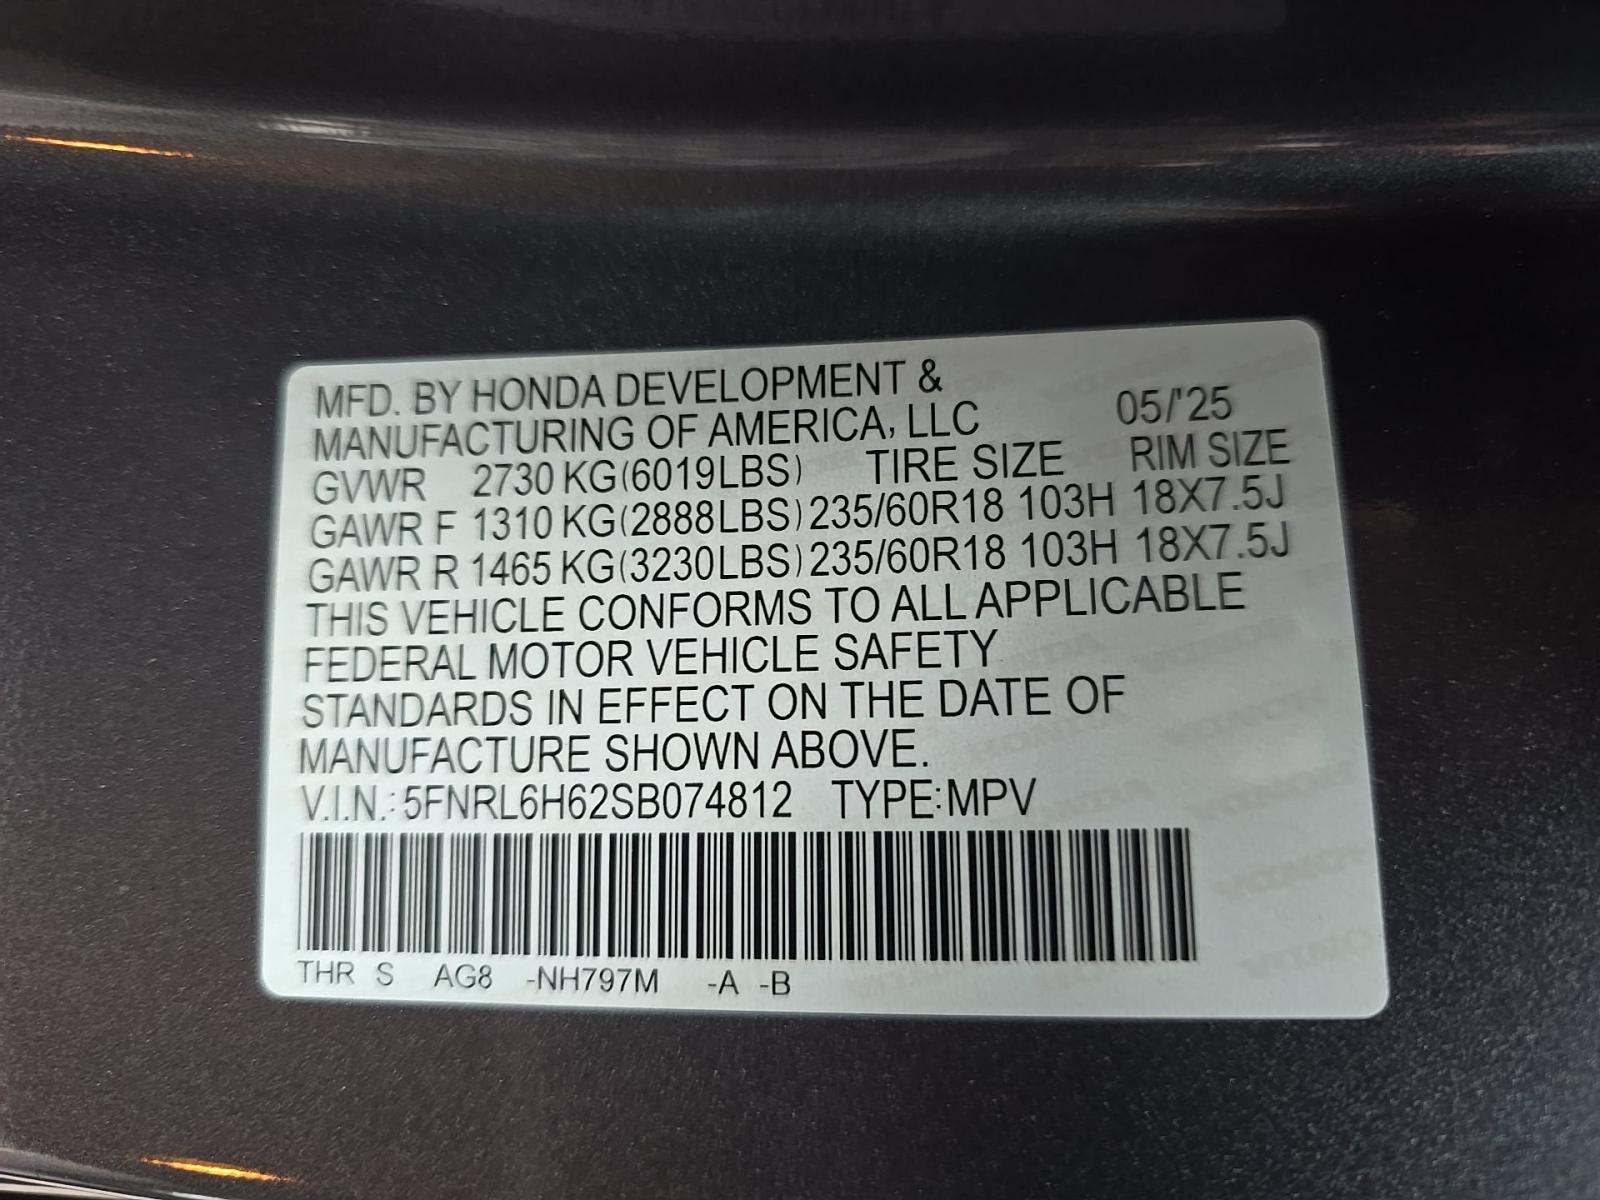 MFD. BY HONDA DEVELOPMENT &
MANUFACTURING OF AMERICA, LLC 05/'25
GVWR 2730 KG(6019LBS) TIRE SIZE RIM SIZE
GAWR F 1310 KG(2888LBS) 235/60R18 103H 18X7.5J
GAWR R 1465 KG(3230LBS) 235/60R18 103H 18X7.5J
THIS VEHICLE CONFORMS TO ALL APPLICABLE
FEDERAL MOTOR VEHICLE SAFETY
STANDARDS IN EFFECT ON THE DATE OF
MANUFACTURE SHOWN ABOVE.
V.I.N.: 5FNRL6H62SB074812 TYPE: MPV
THR S AG8 -NH797M -A -B